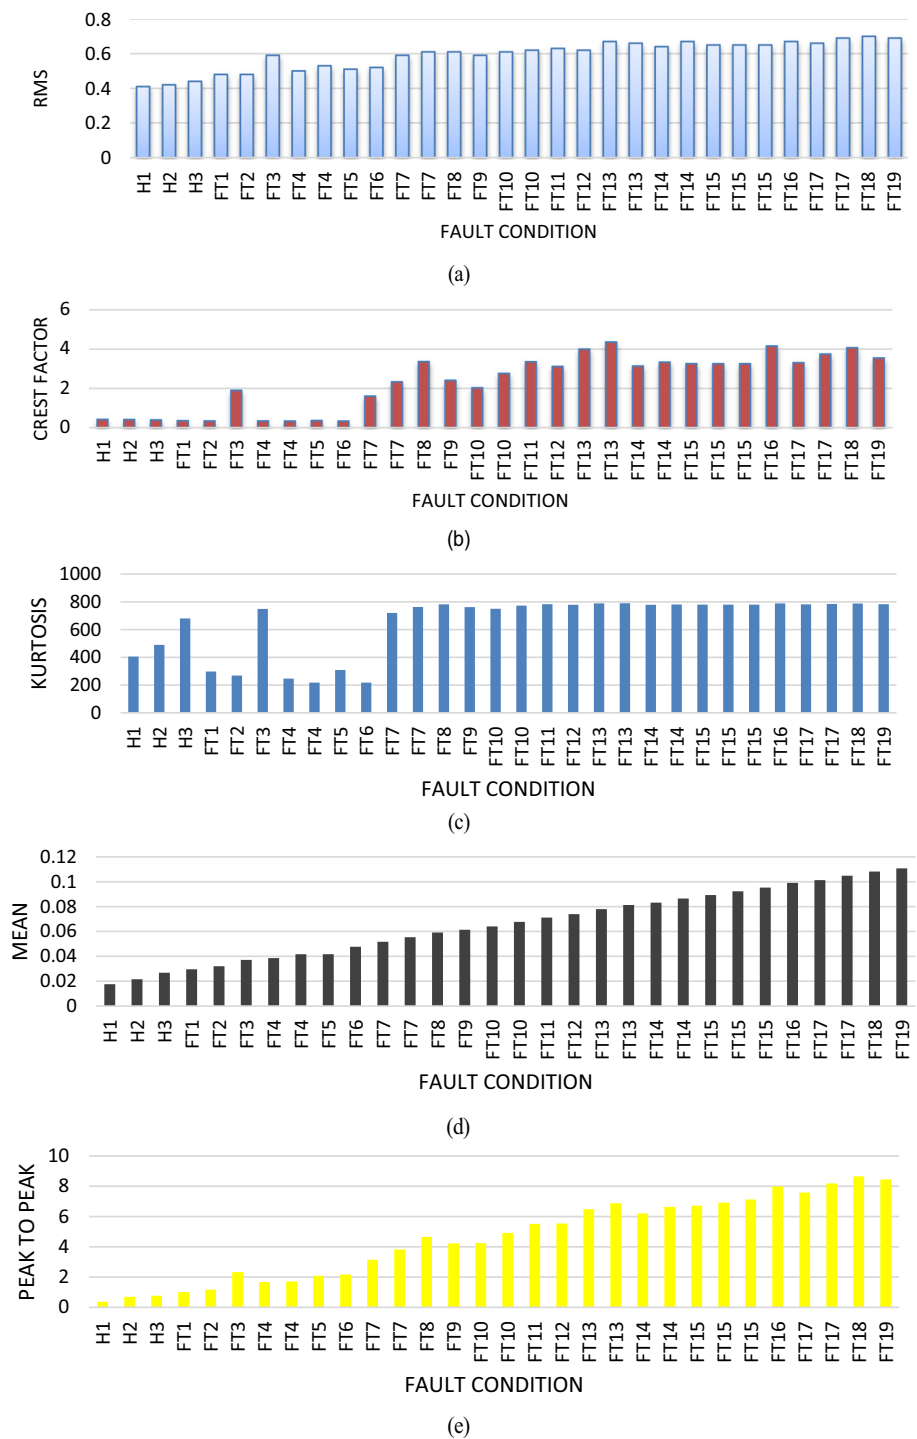 0.8
0.6
0.4
0.2
0
RMS
H1 H2 H3 FT1 FT2 FT3 FT4 FT4 FT5 FT6 FT7 FT7 FT8 FT9 FT10 FT10 FT11 FT12 FT13 FT13 FT14 FT14 FT15 FT15 FT15 FT16 FT17 FT17 FT18 FT19
FAULT CONDITION
(a)
6
4
2
0
CREST FACTOR
H1 H2 H3 FT1 FT2 FT3 FT4 FT4 FT5 FT6 FT7 FT7 FT8 FT9 FT10 FT10 FT11 FT12 FT13 FT13 FT14 FT14 FT15 FT15 FT15 FT16 FT17 FT17 FT18 FT19
FAULT CONDITION
(b)
1000
800
600
400
200
0
KURTOSIS
H1 H2 H3 FT1 FT2 FT3 FT4 FT4 FT5 FT6 FT7 FT7 FT8 FT9 FT10 FT10 FT11 FT12 FT13 FT13 FT14 FT14 FT15 FT15 FT15 FT16 FT17 FT17 FT18 FT19
FAULT CONDITION
(c)
0.12
0.1
0.08
0.06
0.04
0.02
0
MEAN
H1 H2 H3 FT1 FT2 FT3 FT4 FT4 FT5 FT6 FT7 FT7 FT8 FT9 FT10 FT10 FT11 FT12 FT13 FT13 FT14 FT14 FT15 FT15 FT15 FT16 FT17 FT17 FT18 FT19
FAULT CONDITION
(d)
10
8
6
4
2
0
PEAK TO PEAK
H1 H2 H3 FT1 FT2 FT3 FT4 FT4 FT5 FT6 FT7 FT7 FT8 FT9 FT10 FT10 FT11 FT12 FT13 FT13 FT14 FT14 FT15 FT15 FT15 FT16 FT17 FT17 FT18 FT19
FAULT CONDITION
(e)